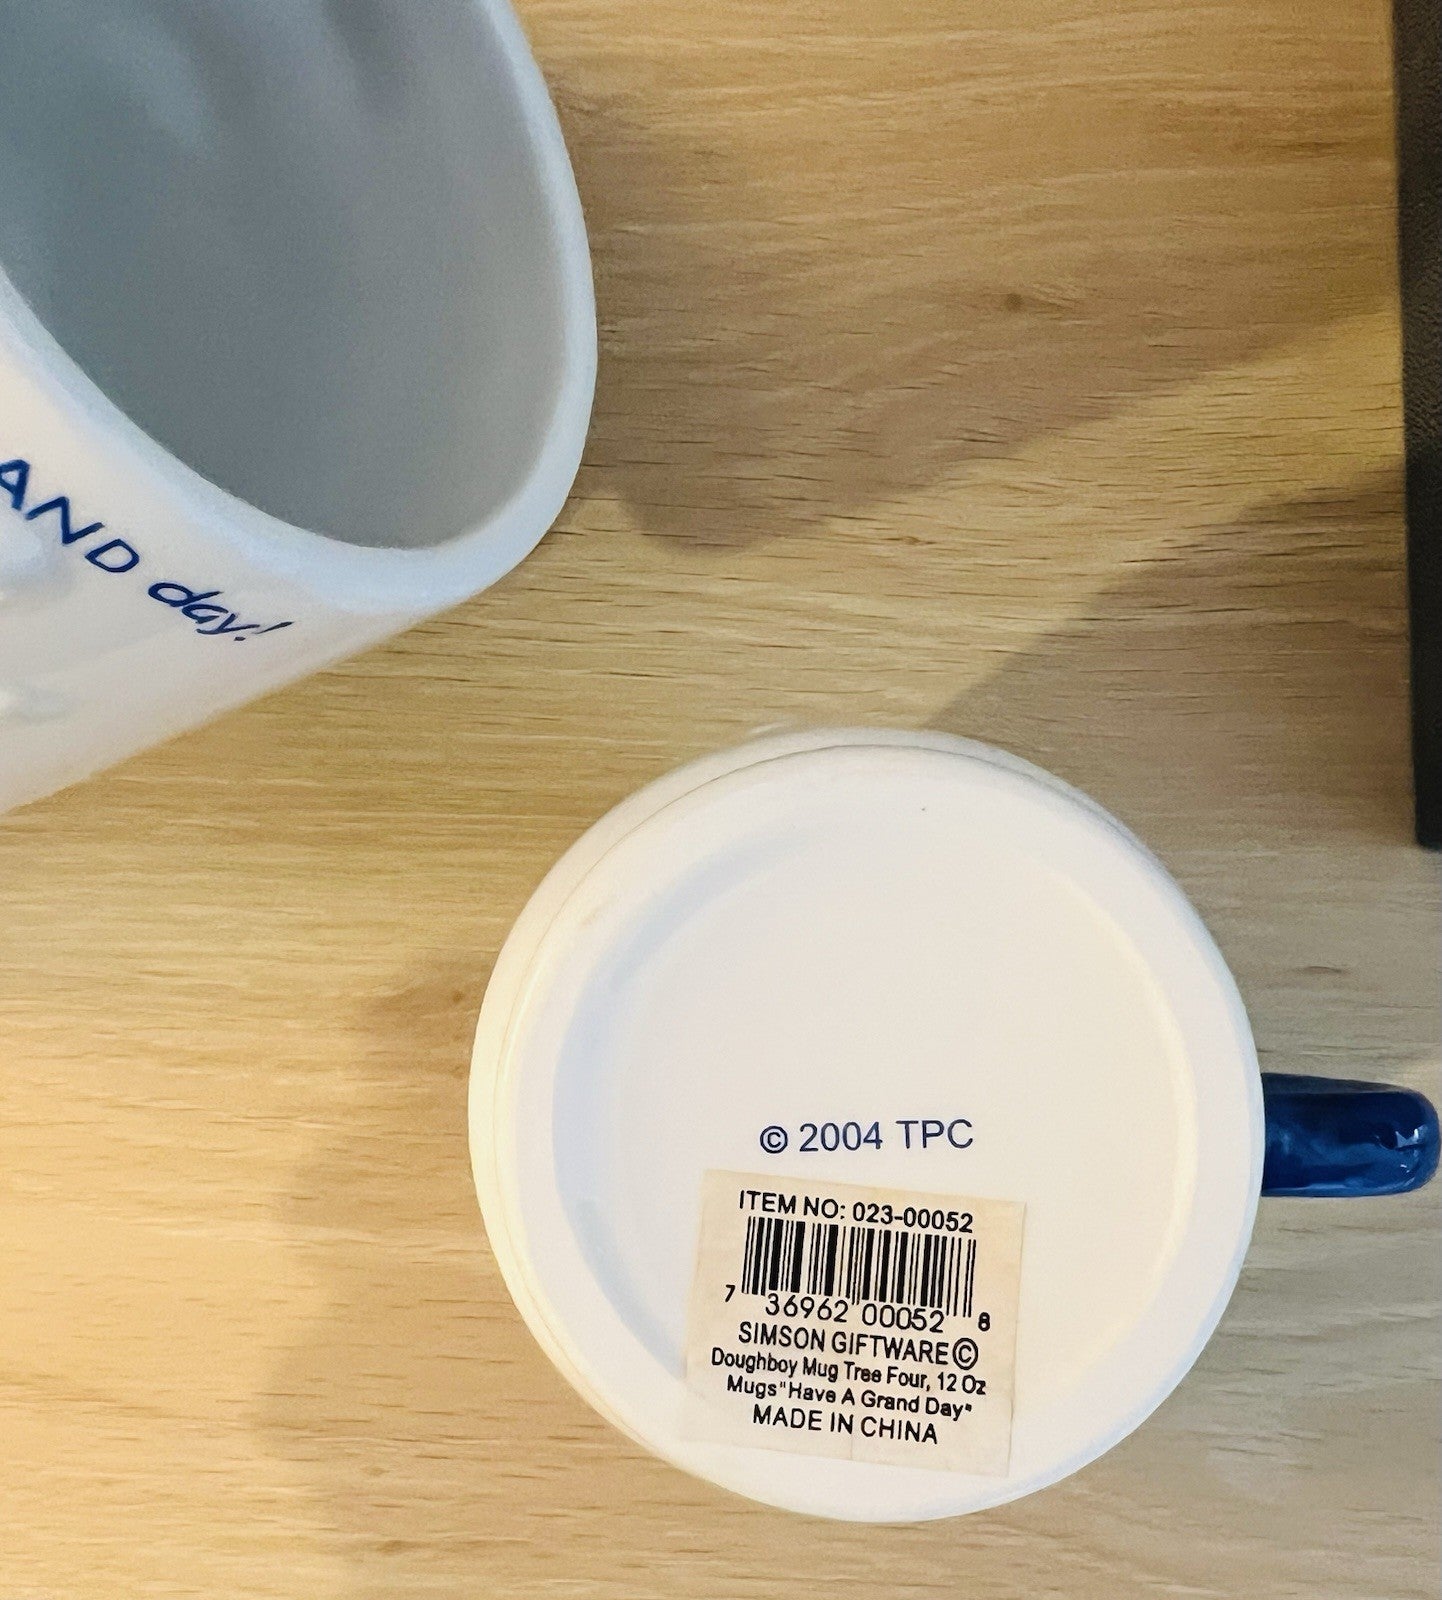 AND day!
© 2004 TPC
ITEM NO: 023-00052
7 36962 00052 8
SIMSON GIFTWARE©
Doughboy Mug Tree Four, 12 Oz
Mugs "Have A Grand Day"
MADE IN CHINA